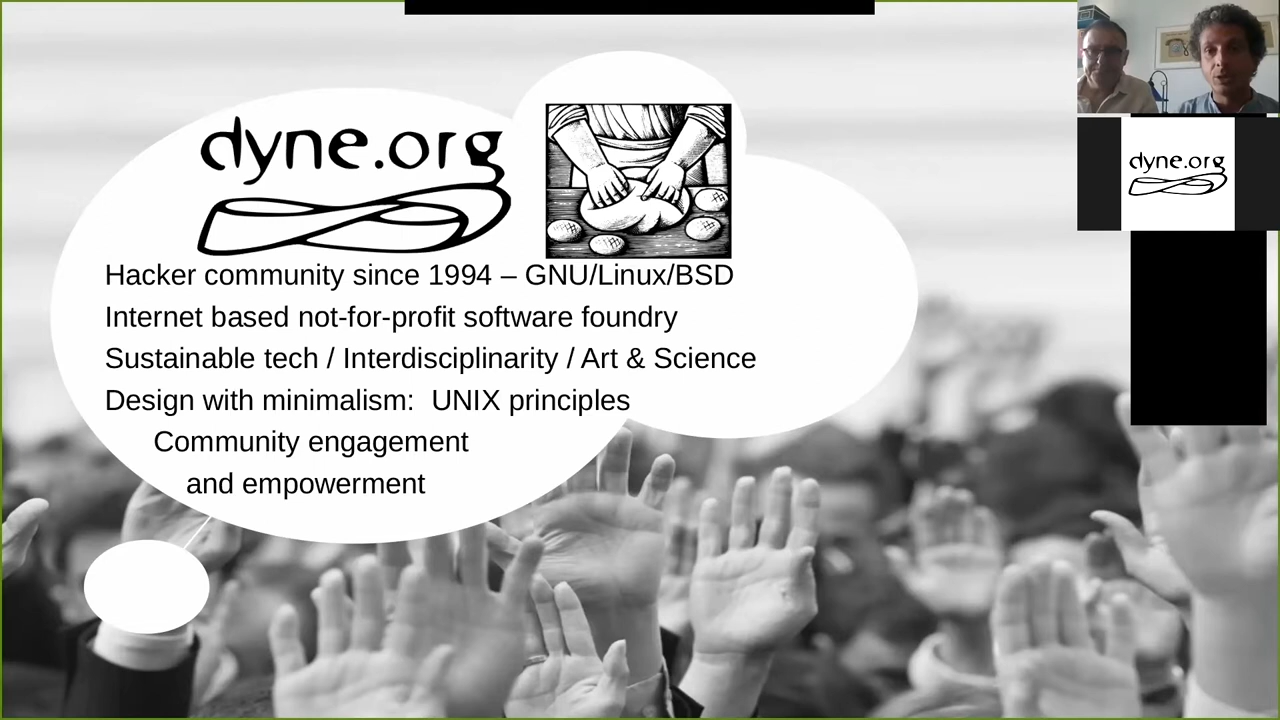 dyne.org
Hacker community since 1994 – GNU/Linux/BSD
Internet based not-for-profit software foundry
Sustainable tech / Interdisciplinarity / Art & Science
Design with minimalism:  UNIX principles
Community engagement
and empowerment
dyne.org